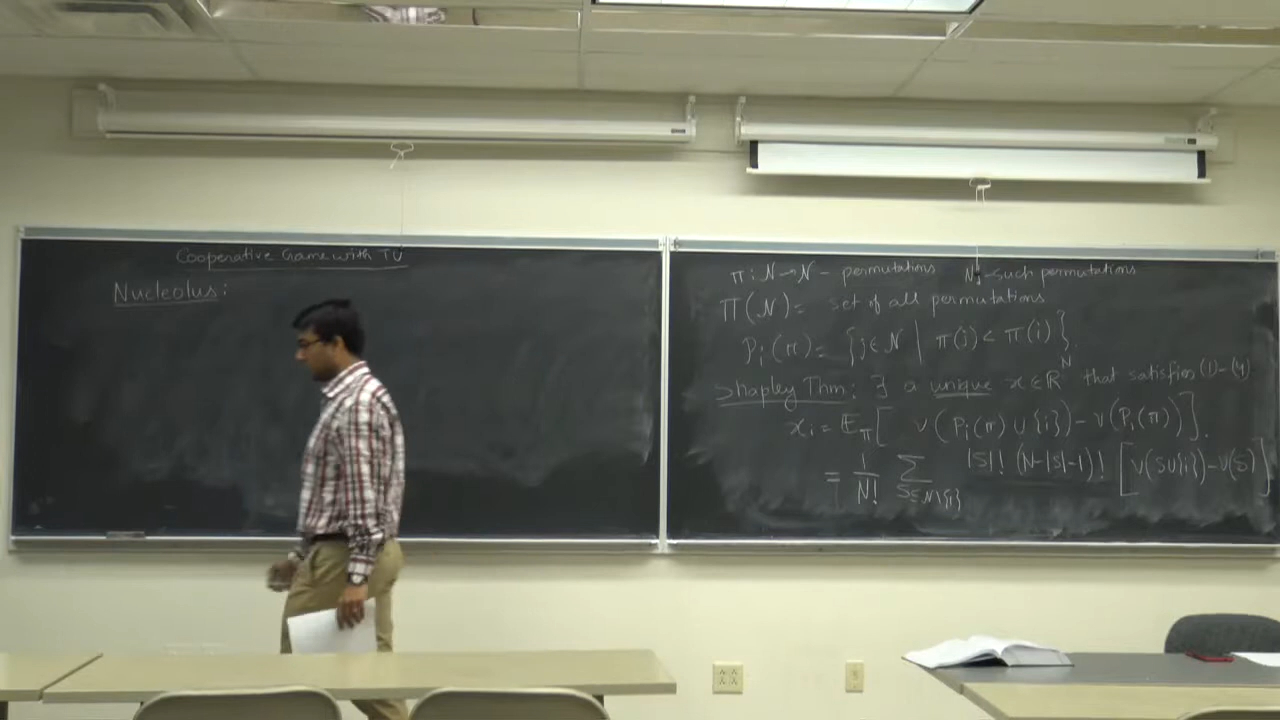 Cooperative Game with TU
Nucleolus:
π: N → N - permutations N! such permutations
Π(N) = set of all permutations
P_i(π) = {j ∈ N | π(j) < π(i)}.
Shapley Thm: ∃ a unique x ∈ ℝ^N that satisfies (1)-(4)
x_i = E_π[ v(P_i(π) ∪ {i}) - v(P_i(π)) ].
= 1/N! Σ_{S ⊆ N\{i}} |S|! (N-|S|-1)! [v(S∪{i}) - v(S)]